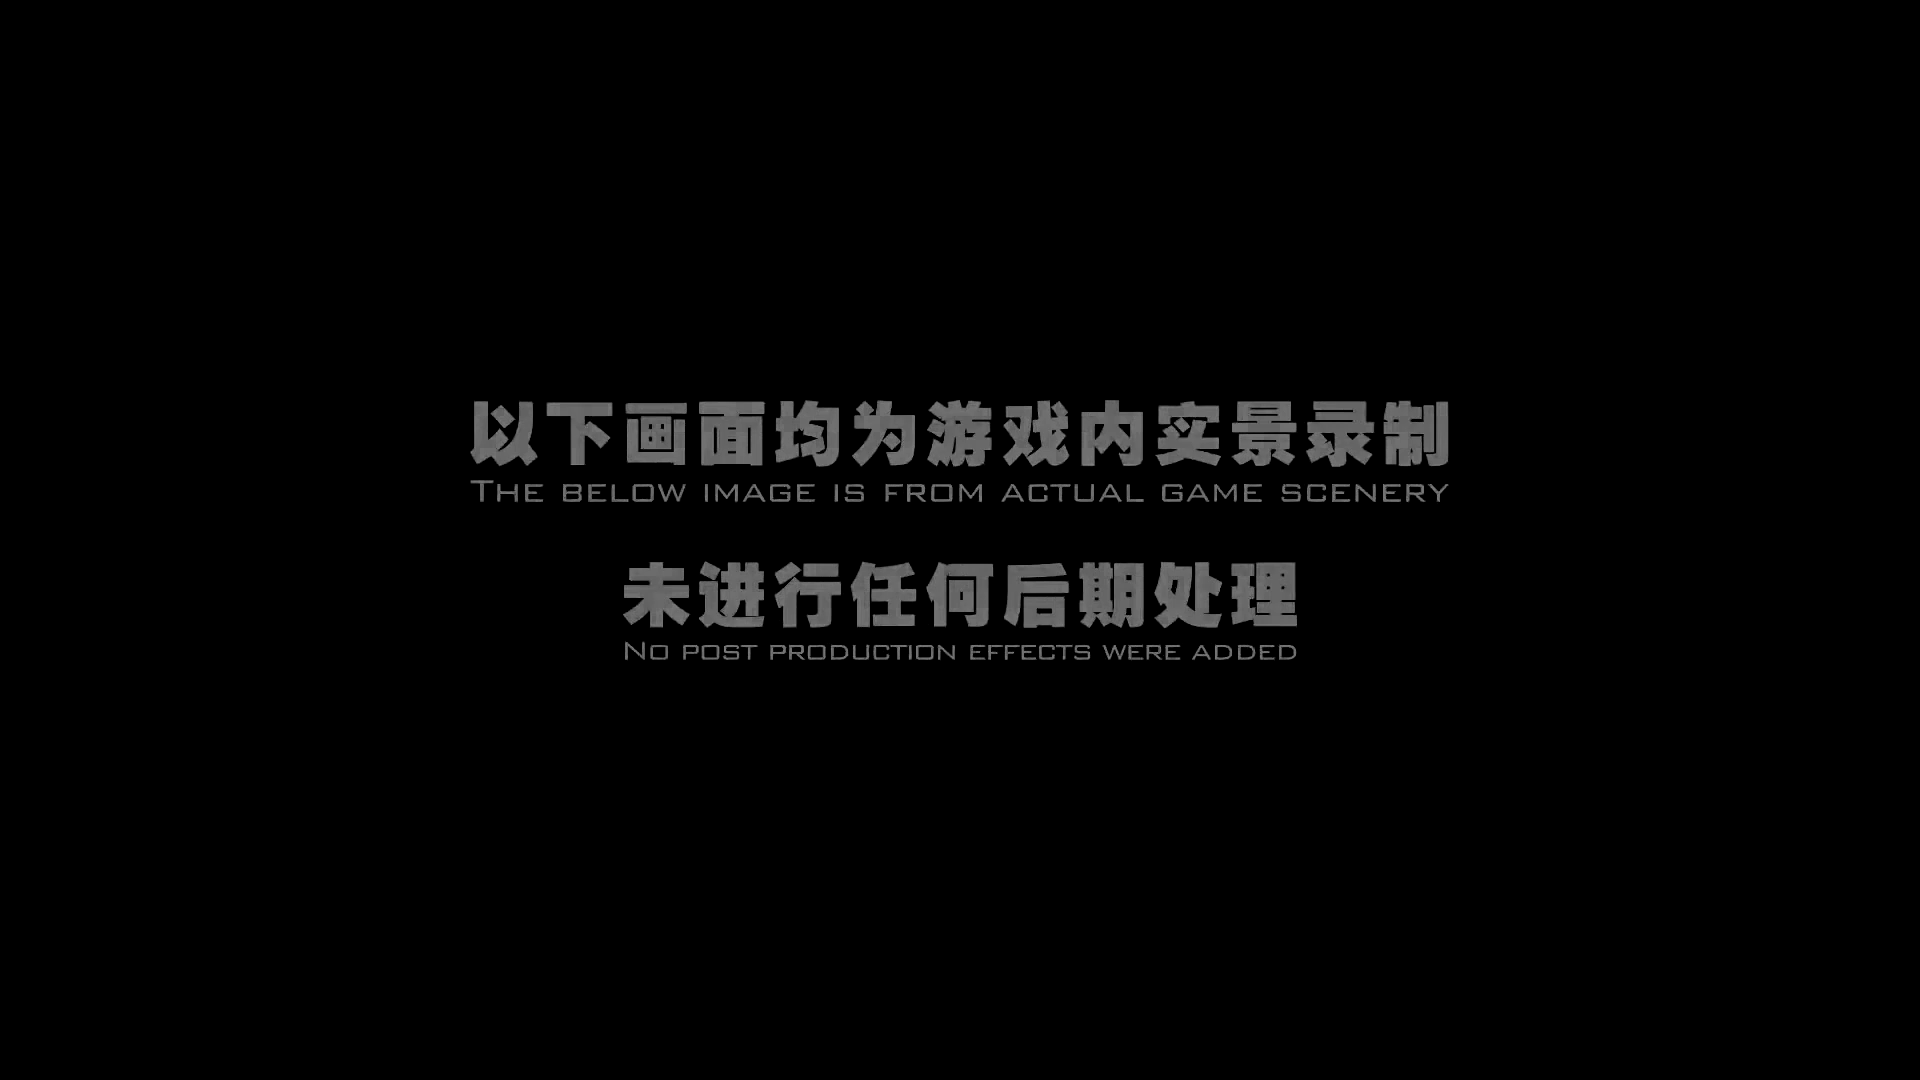 以下画面均为游戏内实景录制
The below image is from actual game scenery
未进行任何后期处理
No post production effects were added